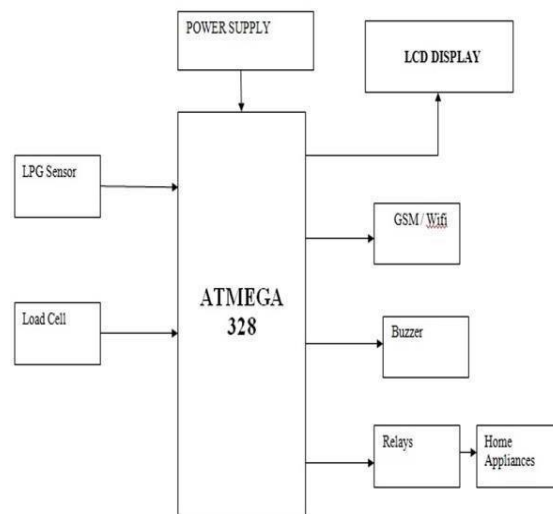 POWER SUPPLY
LCD DISPLAY
LPG Sensor
GSM / Wifi
ATMEGA
328
Load Cell
Buzzer
Relays
Home
Appliances